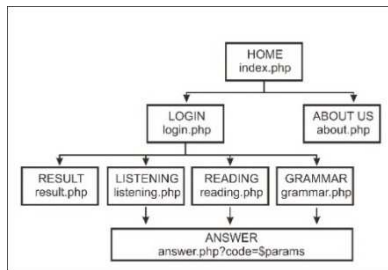 HOME
index.php
LOGIN
login.php
ABOUT US
about.php
RESULT
result.php
LISTENING
listening.php
READING
reading.php
GRAMMAR
grammar.php
ANSWER
answer.php?code=$params